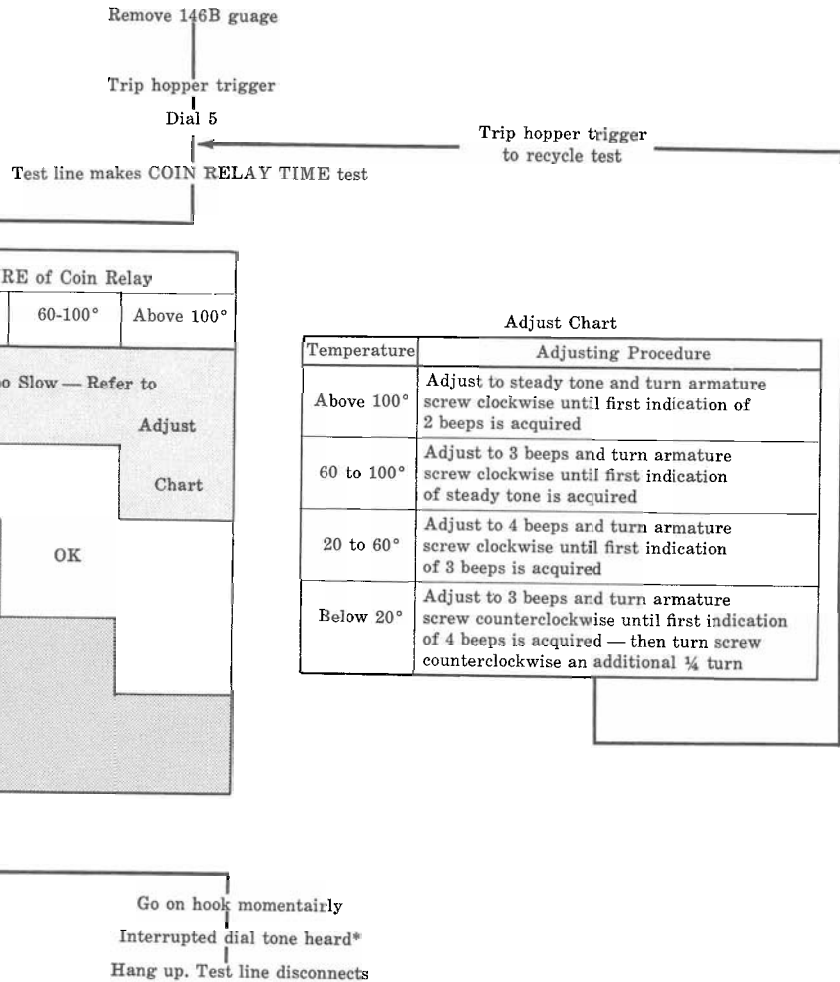 Remove 146B guage
Trip hopper trigger
Dial 5
Trip hopper trigger
to recycle test
Test line makes COIN RELAY TIME test
RE of Coin Relay
60-100°
Above 100°
o Slow — Refer to
Adjust
Chart
OK
Adjust Chart
Temperature
Adjusting Procedure
Above 100°
Adjust to steady tone and turn armature
screw clockwise until first indication of
2 beeps is acquired
60 to 100°
Adjust to 3 beeps and turn armature
screw clockwise until first indication
of steady tone is acquired
20 to 60°
Adjust to 4 beeps and turn armature
screw clockwise until first indication
of 3 beeps is acquired
Below 20°
Adjust to 3 beeps and turn armature
screw counterclockwise until first indication
of 4 beeps is acquired — then turn screw
counterclockwise an additional ¼ turn
Go on hook momentairly
Interrupted dial tone heard*
Hang up. Test line disconnects